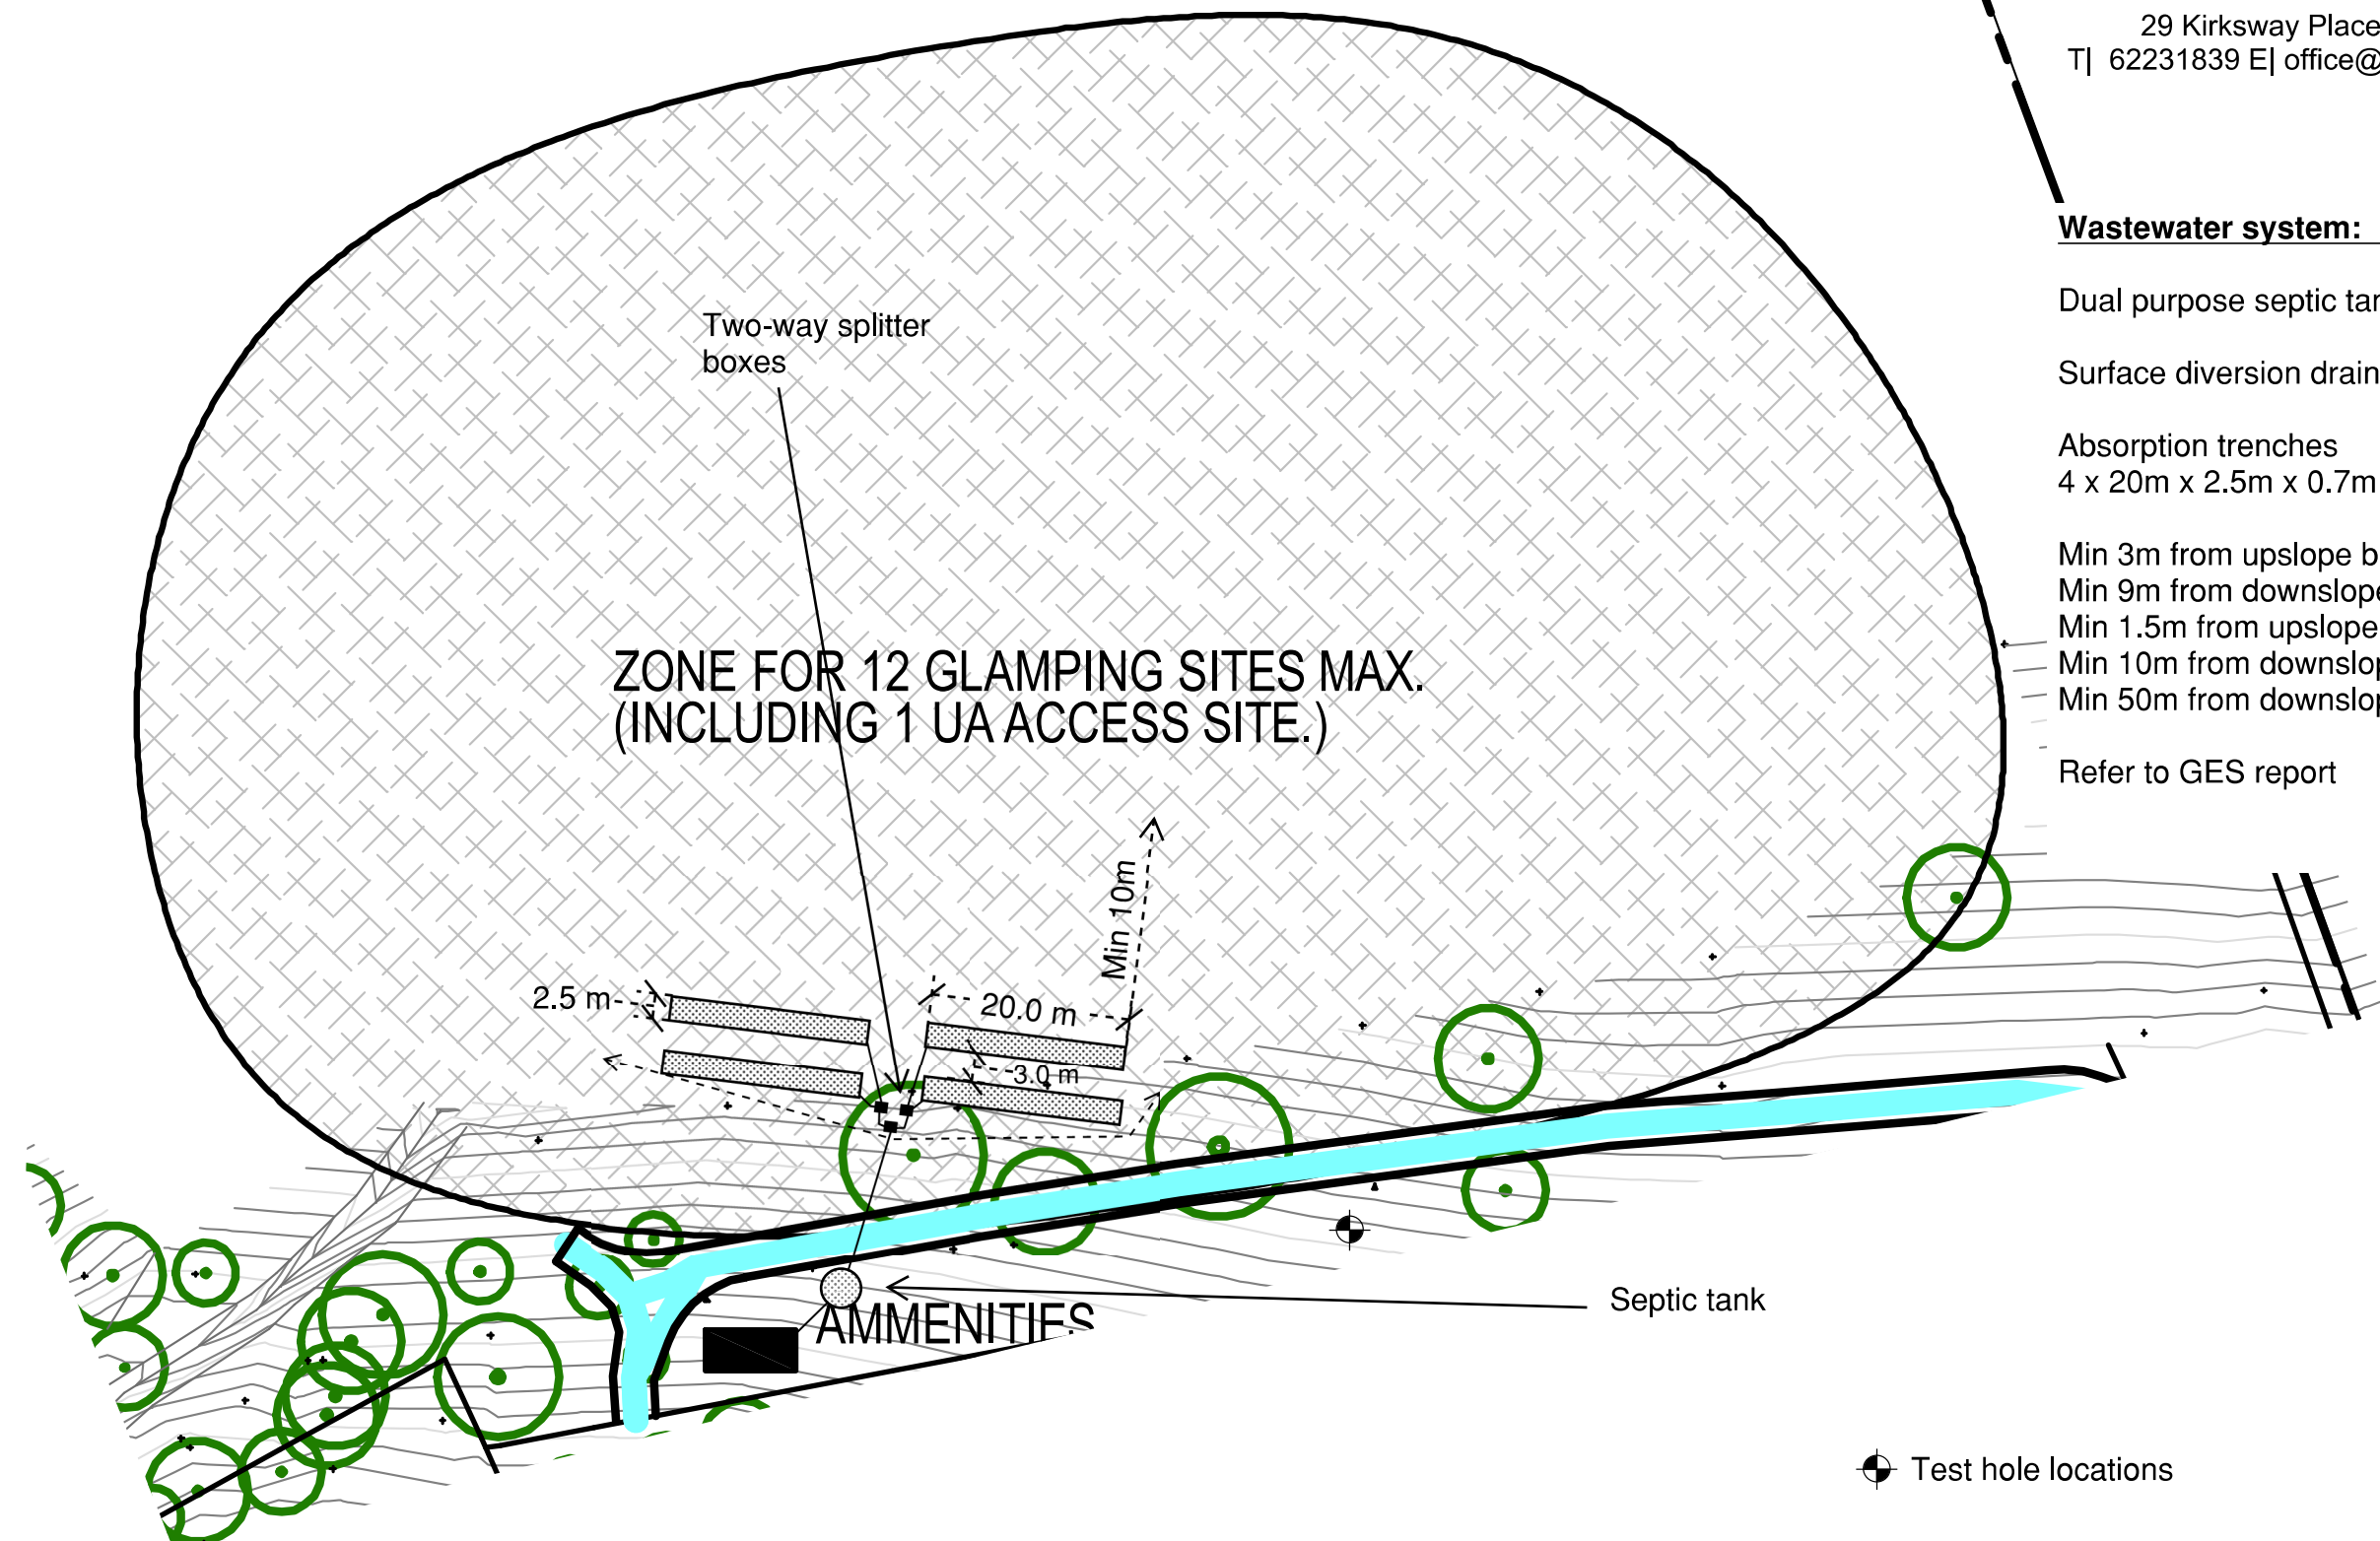 29 Kirksway Place
T| 62231839 E| office@
Wastewater system:
Dual purpose septic
Surface diversion drain
Absorption trenches
4 x 20m x 2.5m x 0.7m
Min 3m from upslope
Min 9m from downslope
Min 1.5m from upslope
Min 10m from
Min 50m from
Refer to GES report
Two-way splitter
boxes
ZONE FOR 12 GLAMPING SITES MAX.
(INCLUDING 1 UA ACCESS SITE.)
Min 10m
2.5 m
20.0 m
3.0 m
Septic tank
AMMENITIES
Test hole locations